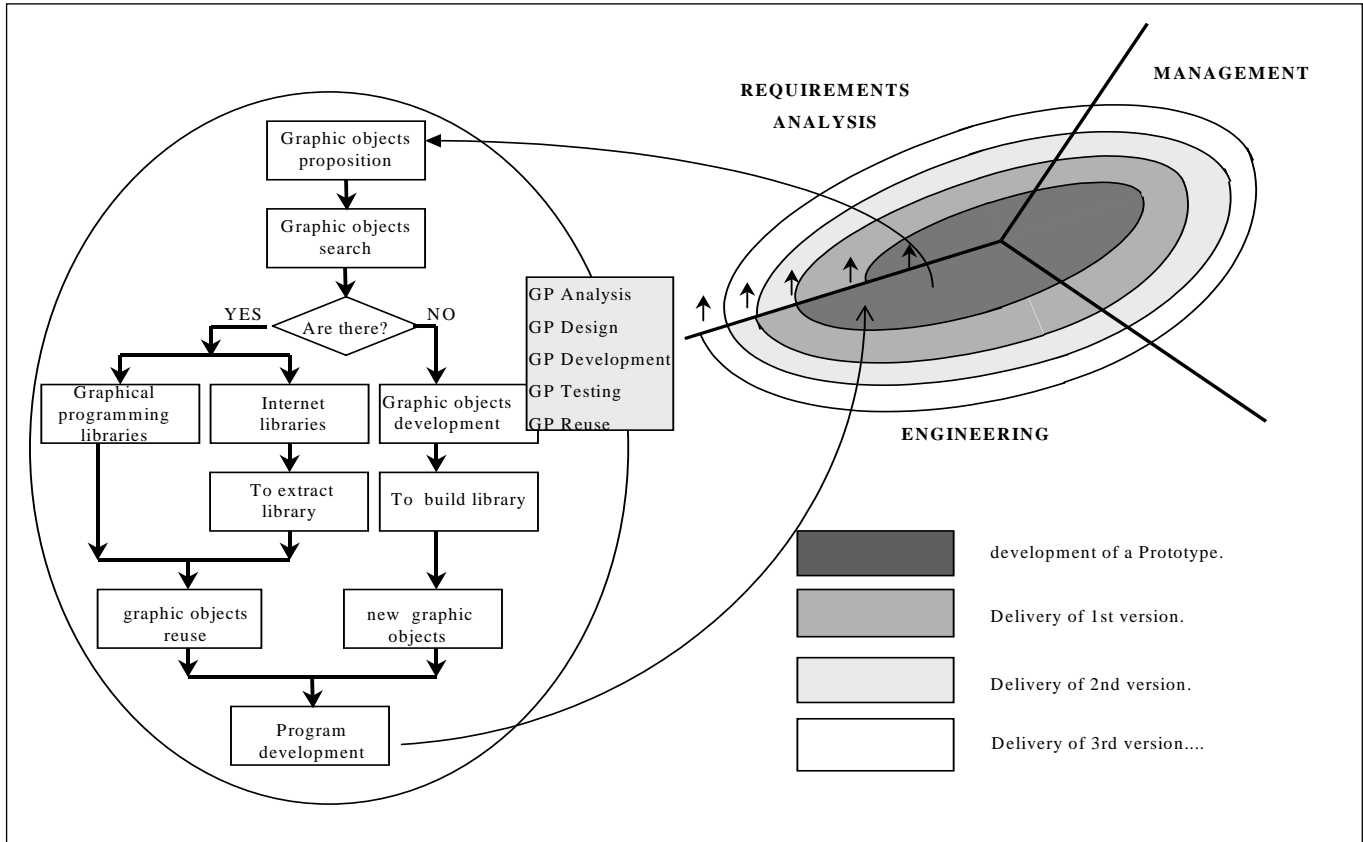 Graphic objects
proposition
Graphic objects
search
YES
Are there?
NO
Graphical
programming
libraries
Internet
libraries
Graphic objects
development
To extract
library
To build library
graphic objects
reuse
new graphic
objects
Program
development
GP Analysis
GP Design
GP Development
GP Testing
GP Reuse
REQUIREMENTS
ANALYSIS
MANAGEMENT
ENGINEERING
development of a Prototype.
Delivery of 1st version.
Delivery of 2nd version.
Delivery of 3rd version....